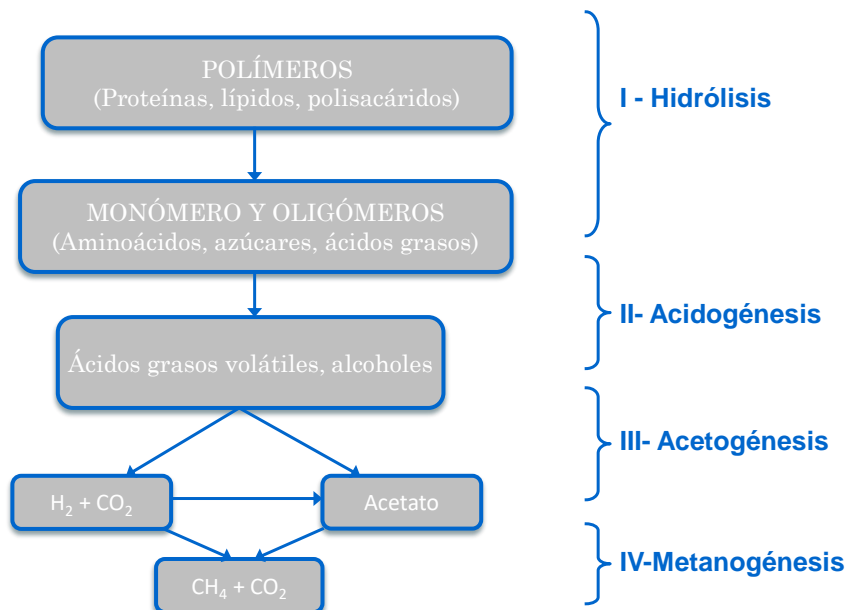 POLÍMEROS
(Proteínas, lípidos, polisacáridos)
I - Hidrólisis
MONÓMERO Y OLIGÓMEROS
(Aminoácidos, azúcares, ácidos grasos)
II- Acidogénesis
Ácidos grasos volátiles, alcoholes
III- Acetogénesis
H₂ + CO₂
Acetato
IV-Metanogénesis
CH₄ + CO₂